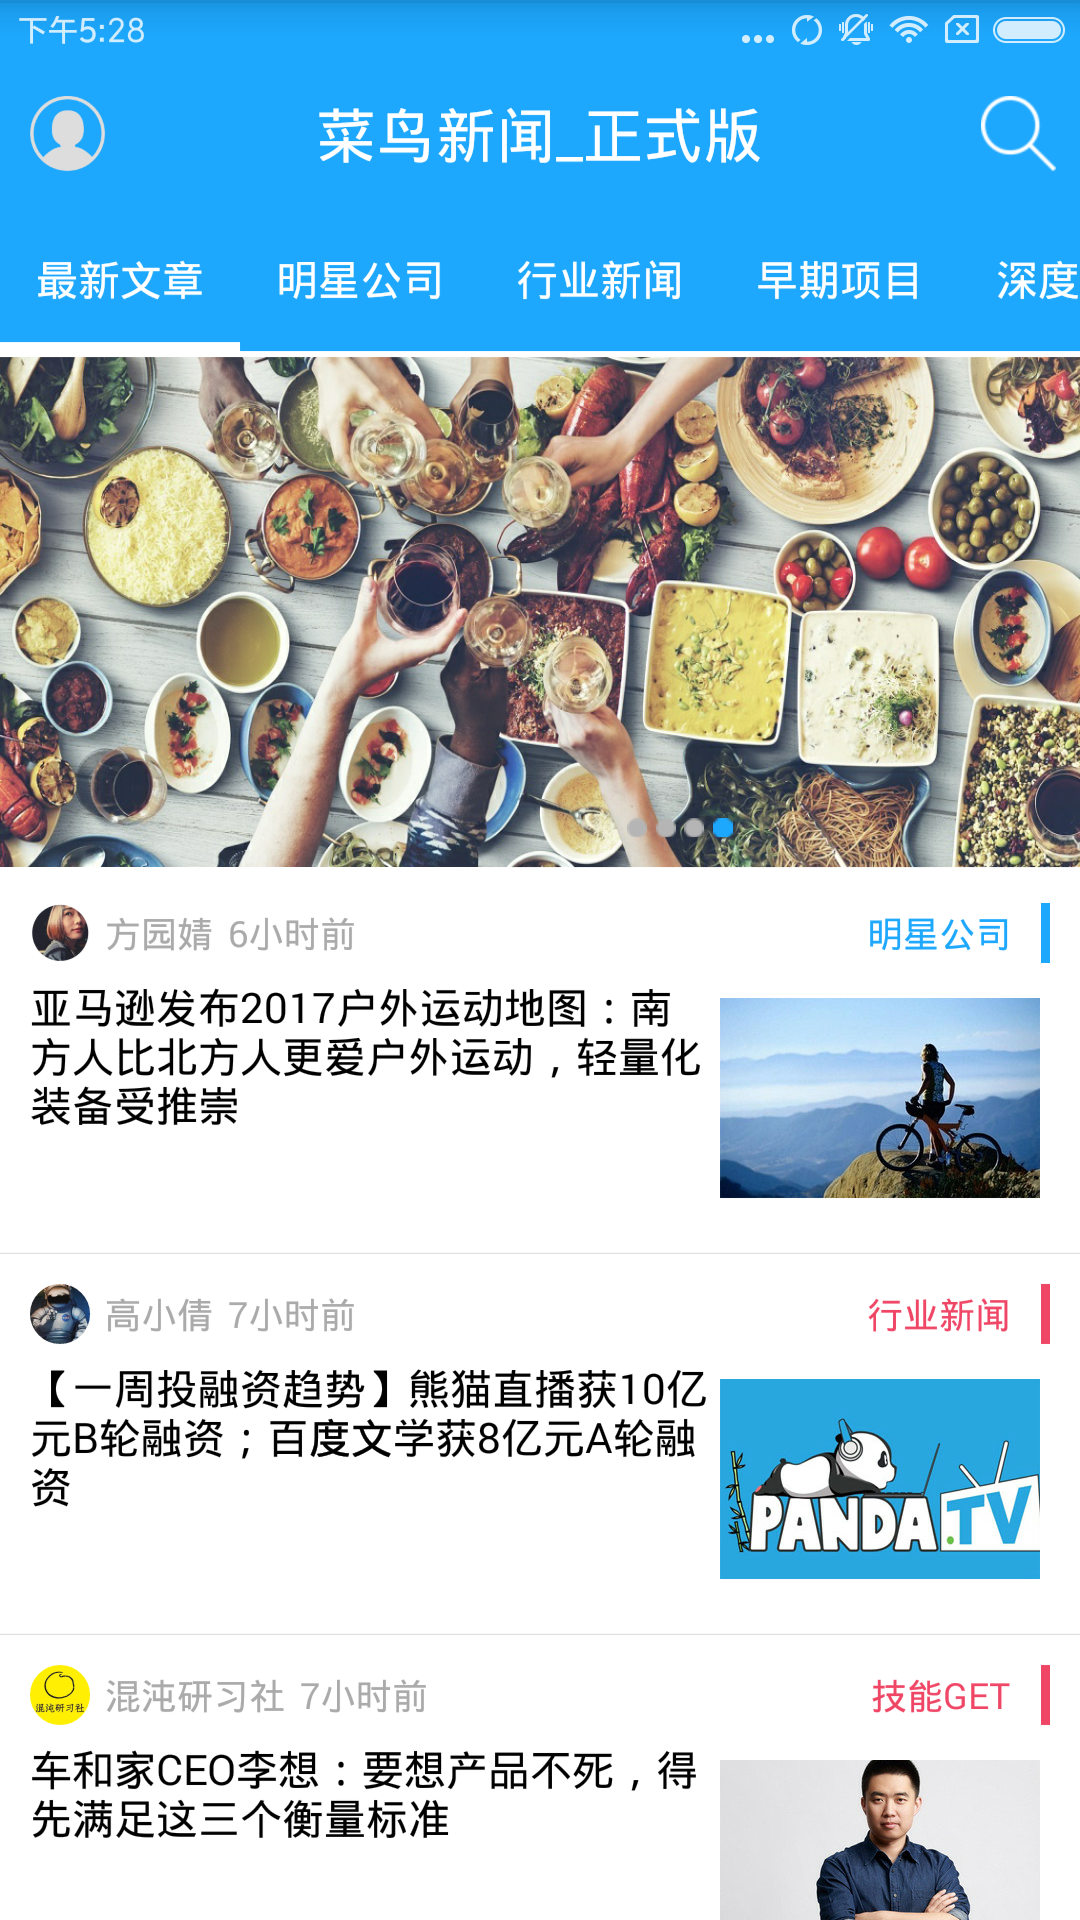 下午5:28
菜鸟新闻_正式版
最新文章 明星公司 行业新闻 早期项目 深度
方园婧 6小时前 明星公司
亚马逊发布2017户外运动地图：南
方人比北方人更爱户外运动，轻量化
装备受推崇
高小倩 7小时前 行业新闻
【一周投融资趋势】熊猫直播获10亿
元B轮融资；百度文学获8亿元A轮融
资
PANDA.TV
混沌研习社
混沌研习社 7小时前 技能GET
车和家CEO李想：要想产品不死，得
先满足这三个衡量标准